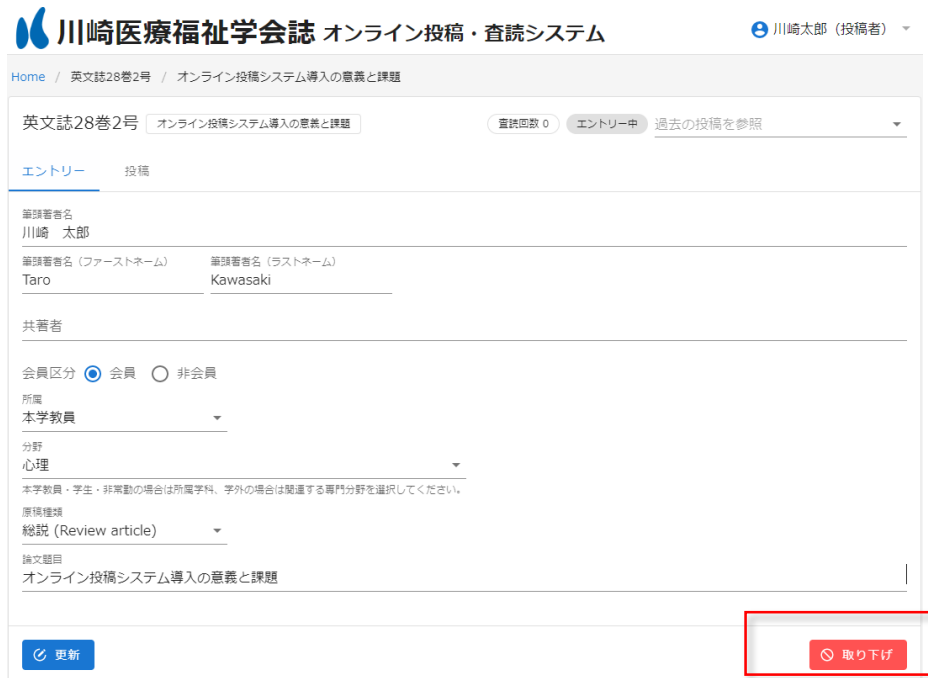 川崎医療福祉学会誌 オンライン投稿・査読システム 川崎太郎（投稿者）
Home / 英文誌28巻2号 / オンライン投稿システム導入の意義と課題
英文誌28巻2号 オンライン投稿システム導入の意義と課題 査読回数 0 エントリー中 過去の投稿を参照
エントリー 投稿
筆頭著者名
川崎　太郎
筆頭著者名（ファーストネーム） 筆頭著者名（ラストネーム）
Taro Kawasaki
共著者
会員区分 会員 非会員
所属
本学教員
分野
心理
本学教員・学生・非常勤の場合は所属学科、学外の場合は関連する専門分野を選択してください。
原稿種類
総説 (Review article)
論文題目
オンライン投稿システム導入の意義と課題
更新 取り下げ